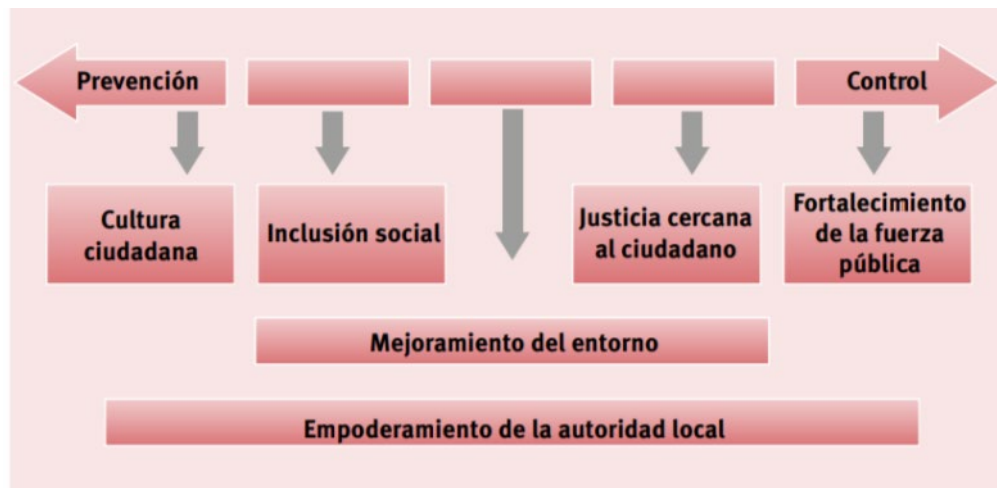 Prevención
Control
Cultura
ciudadana
Inclusión social
Justicia cercana
al ciudadano
Fortalecimiento
de la fuerza
pública
Mejoramiento del entorno
Empoderamiento de la autoridad local